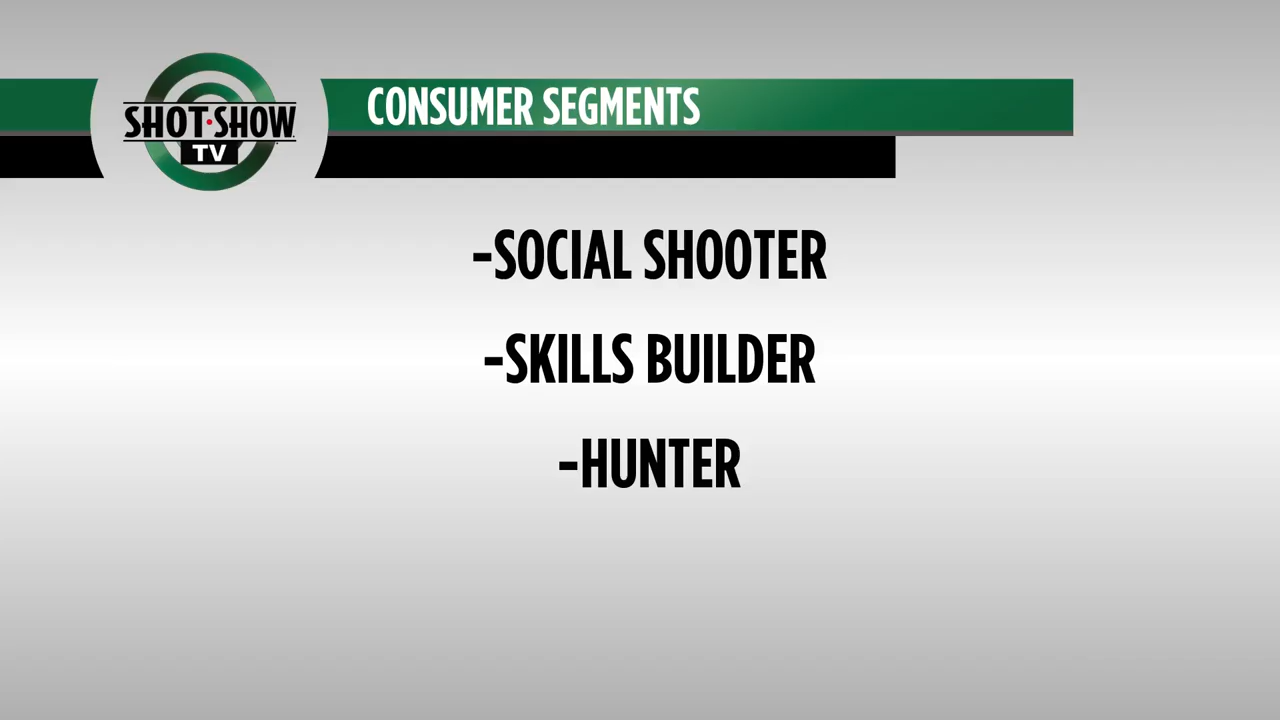 CONSUMER SEGMENTS
SHOT·SHOW
TV
-SOCIAL SHOOTER
-SKILLS BUILDER
-HUNTER